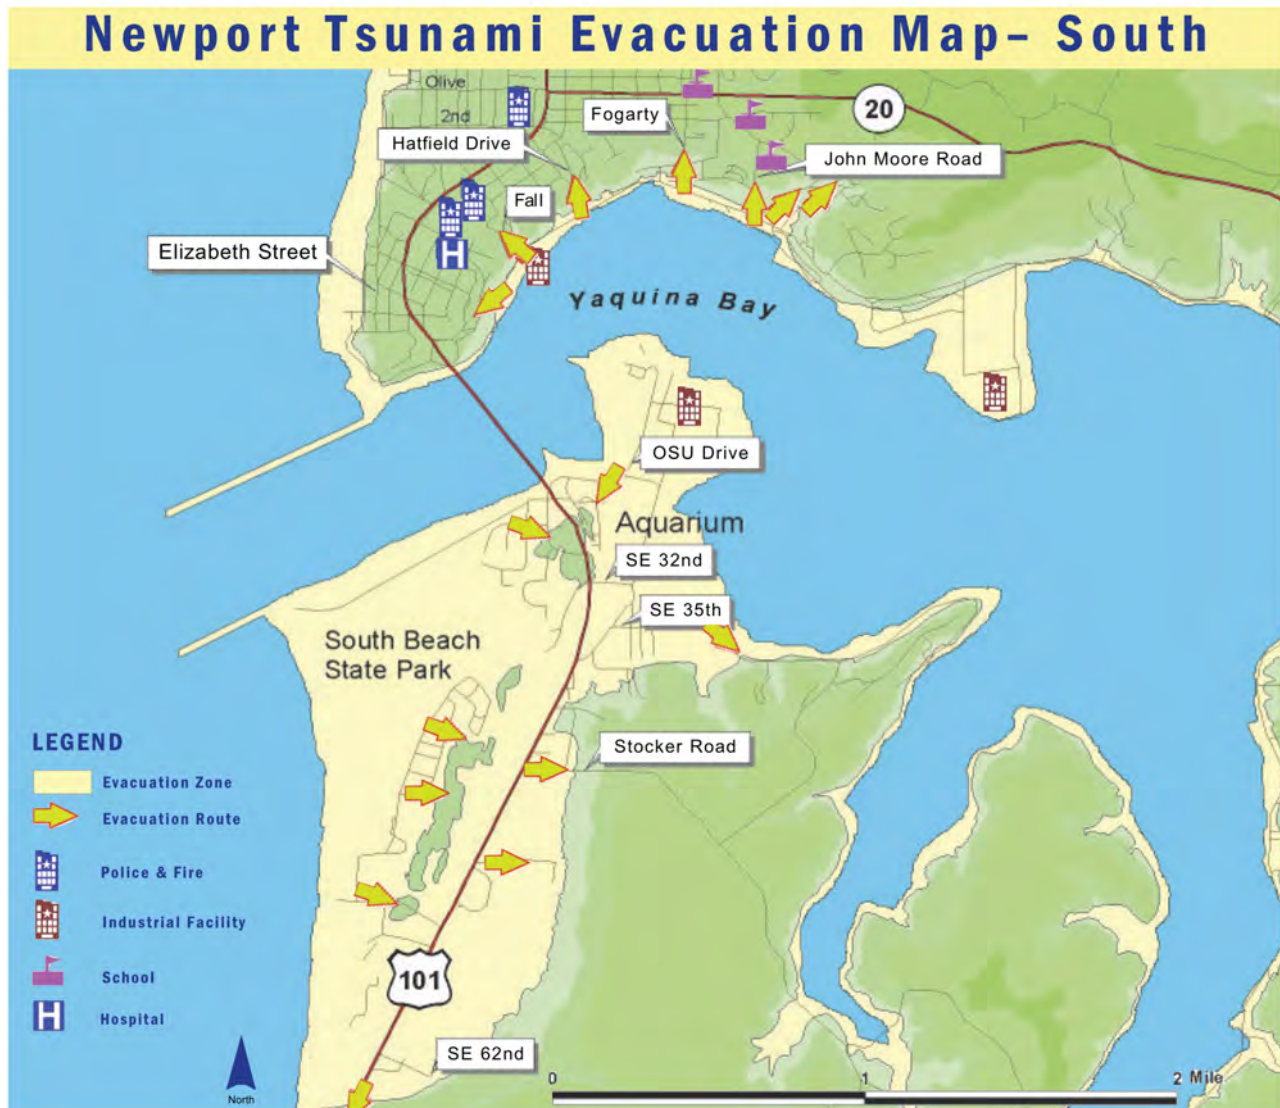 Newport Tsunami Evacuation Map– South
Olive
2nd
Fogarty
20
Hatfield Drive
John Moore Road
Fall
Elizabeth Street
H
Yaquina Bay
OSU Drive
Aquarium
SE 32nd
SE 35th
South Beach
State Park
Stocker Road
LEGEND
Evacuation Zone
Evacuation Route
Police & Fire
Industrial Facility
School
H
Hospital
101
SE 62nd
North
0 1 2 Mile